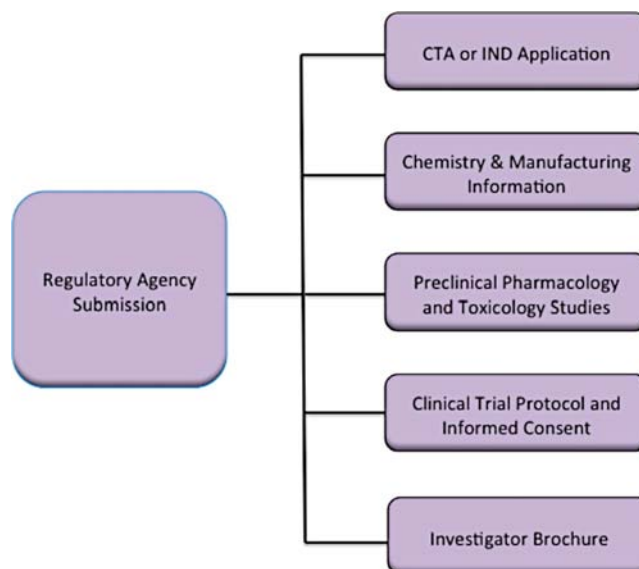 CTA or IND Application
Chemistry & Manufacturing
Information
Regulatory Agency
Submission
Preclinical Pharmacology
and Toxicology Studies
Clinical Trial Protocol and
Informed Consent
Investigator Brochure